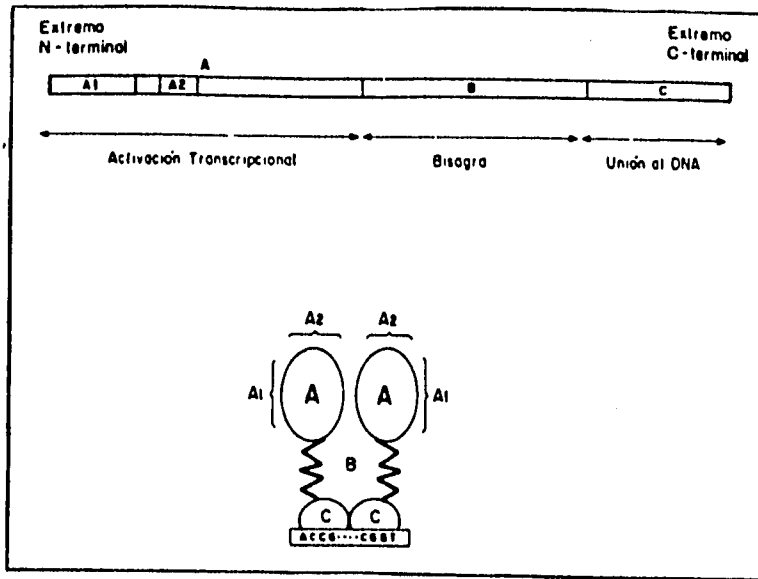 Extremo
N - terminal
Extremo
C - terminal
A
A1
A2
B
C
Activación Transcripcional
Bisagra
Unión al DNA
A2
A2
A1
A
A
A1
B
C
C
ACCG····CGGT